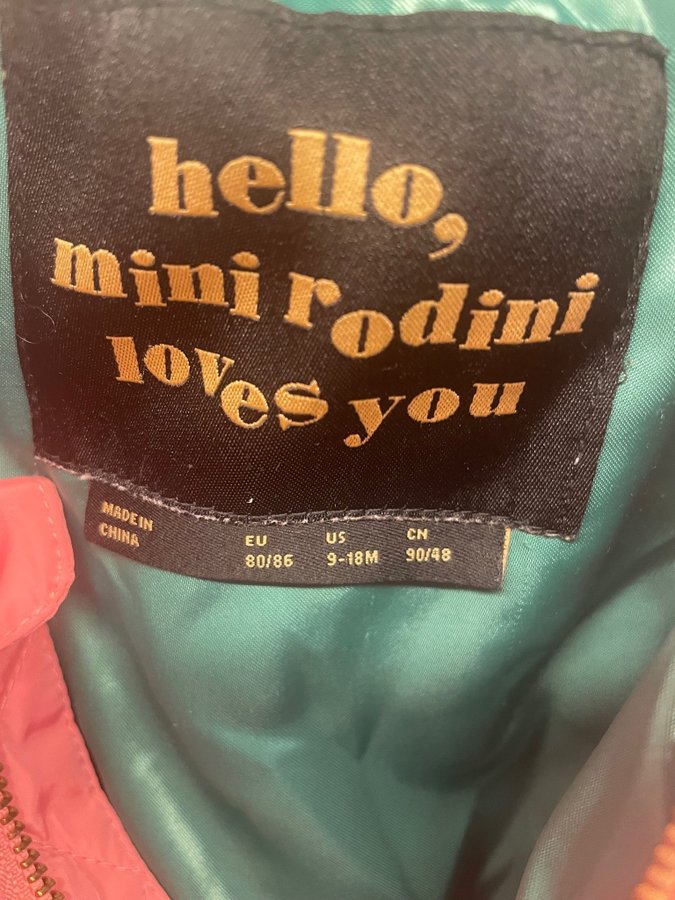 hello,
mini rodini
loves you
MADE IN
CHINA
EU
80/86
US
9-18M
CN
90/48